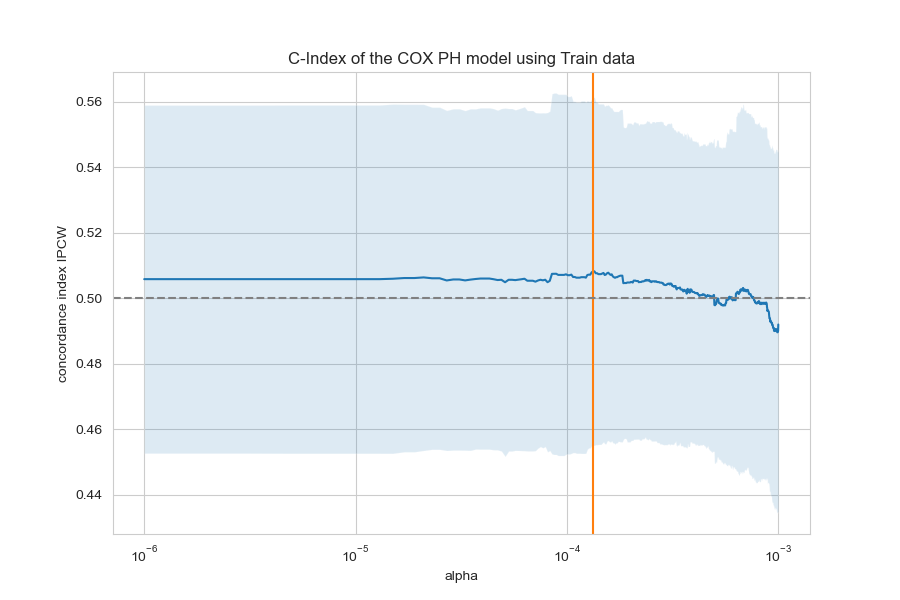 C-Index of the COX PH model using Train data
concordance index IPCW
0.56
0.54
0.52
0.50
0.48
0.46
0.44
10⁻⁶ 10⁻⁵ 10⁻⁴ 10⁻³
alpha